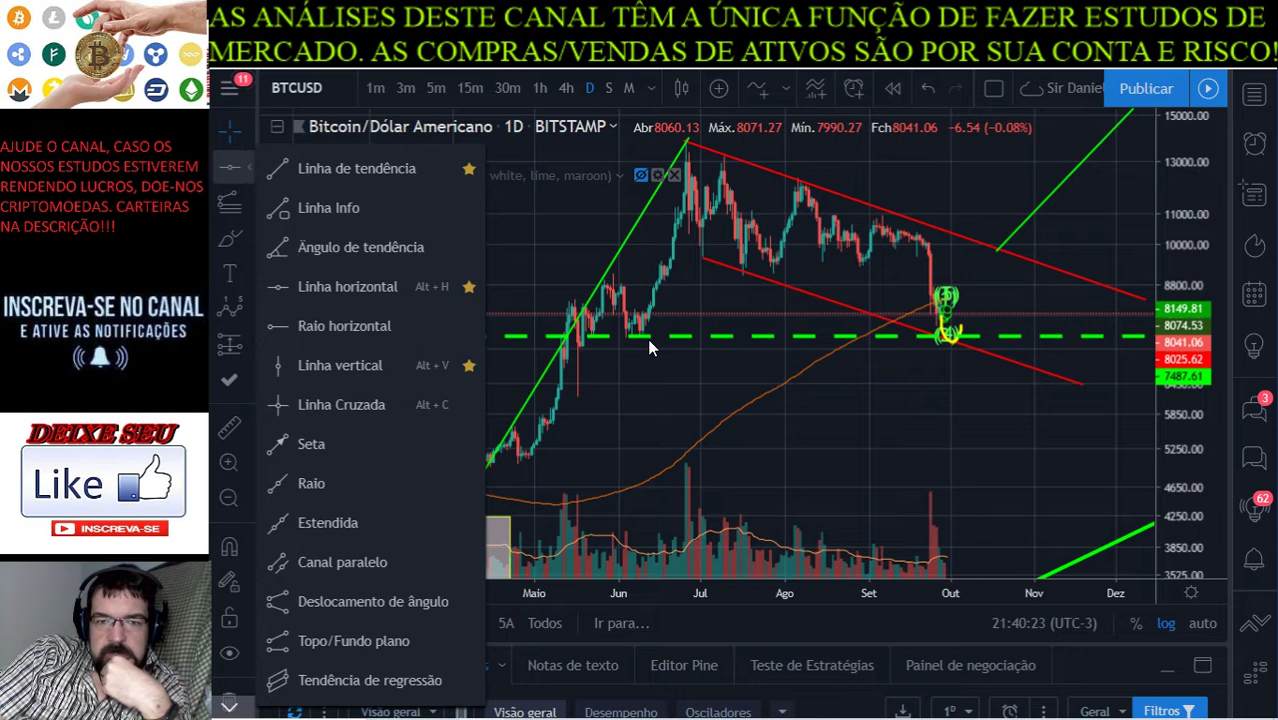 AS ANÁLISES DESTE CANAL TÊM A ÚNICA FUNÇÃO DE FAZER ESTUDOS DE
MERCADO. AS COMPRAS/VENDAS DE ATIVOS SÃO POR SUA CONTA E RISCO!
AJUDE O CANAL, CASO OS
NOSSOS ESTUDOS ESTIVEREM
RENDENDO LUCROS, DOE-NOS
CRIPTOMOEDAS. CARTEIRAS
NA DESCRIÇÃO!!!
INSCREVA-SE NO CANAL
E ATIVE AS NOTIFICAÇÕES
DEIXE SEU
Like
INSCREVA-SE
11
BTCUSD
1m 3m 5m 15m 30m 1h 4h D S M
Sir Danie
Publicar
Bitcoin/Dólar Americano 1D BITSTAMP
Abr8060.13 Máx.8071.27 Mín.7990.27 Fch8041.06 -6.54 (-0.08%)
white, lime, maroon)
Linha de tendência
Linha Info
Ângulo de tendência
Linha horizontal Alt + H
Raio horizontal
Linha vertical Alt + V
Linha Cruzada Alt + C
Seta
Raio
Estendida
Canal paralelo
Deslocamento de ângulo
Topo/Fundo plano
Tendência de regressão
15000.00
13000.00
11000.00
10000.00
8800.00
8149.81
8074.53
8041.06
8025.62
7487.61
5850.00
5250.00
4650.00
4250.00
3850.00
3575.00
3
62
Maio Jun Jul Ago Set Out Nov Dez
5A Todos Ir para... 21:40:23 (UTC-3) % log auto
Notas de texto Editor Pine Teste de Estratégias Painel de negociação
Visão geral Visão geral Desempenho Osciladores 1D Geral Filtros